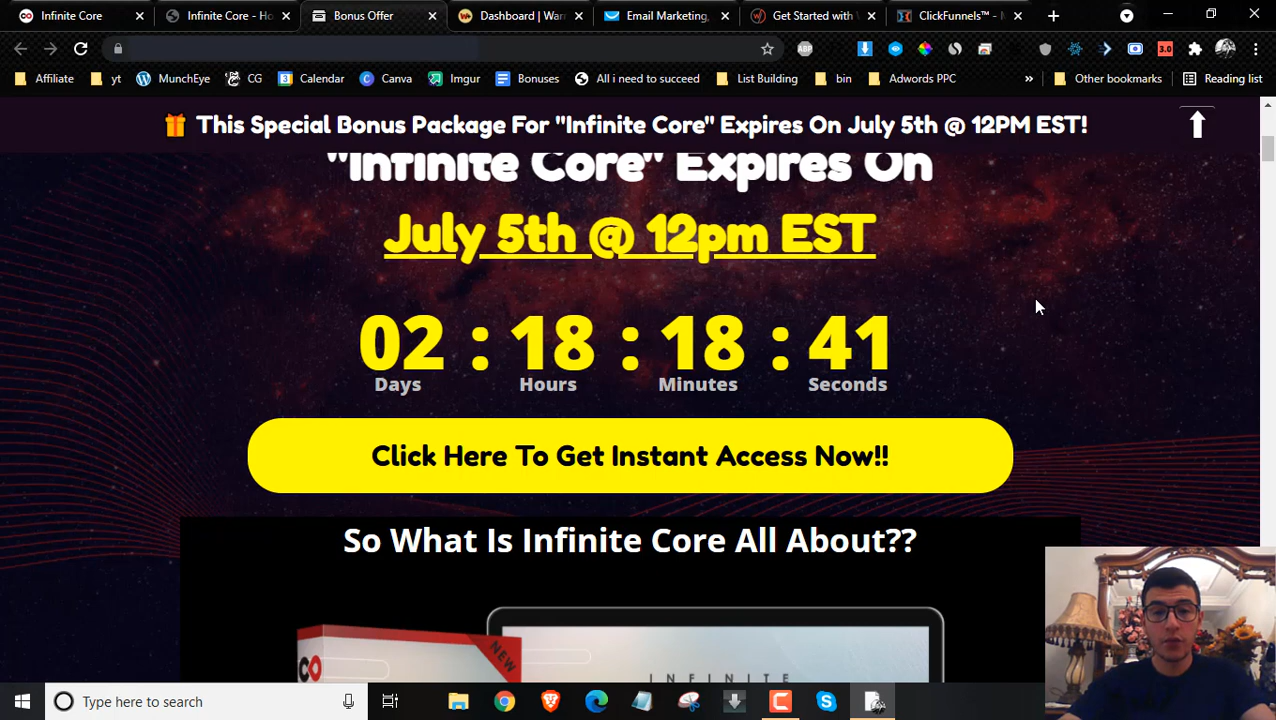 Infinite Core
Infinite Core - Ho
Bonus Offer
Dashboard | Warr
Email Marketing,
Get Started with
ClickFunnels™ -
ABP
3.0
Affiliate
yt
MunchEye
CG
Calendar
Canva
Imgur
Bonuses
All i need to succeed
List Building
bin
Adwords PPC
»
Other bookmarks
Reading list
This Special Bonus Package For "Infinite Core" Expires On July 5th @ 12PM EST!
"Infinite Core" Expires On
July 5th @ 12pm EST
02 : 18 : 18 : 41
Days Hours Minutes Seconds
Click Here To Get Instant Access Now!!
So What Is Infinite Core All About??
NEW
INFINITE
Type here to search